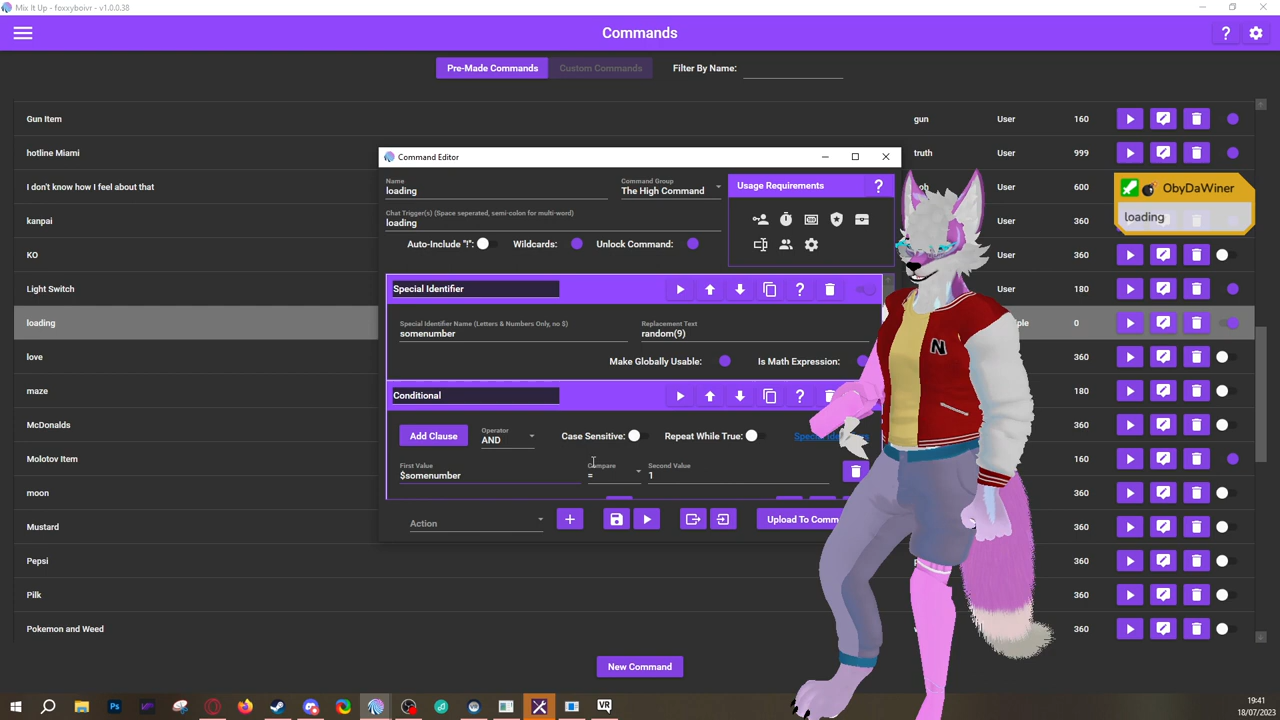 Mix It Up - foxxyboivr - v1.0.0.38
Commands
?
Pre-Made Commands
Custom Commands
Filter By Name:
Gun Item
gun
User
160
hotline Miami
truth
User
999
I don't know how I feel about that
User
600
kanpai
360
KO
User
360
Light Switch
User
180
loading
0
love
360
maze
180
McDonalds
360
Molotov Item
160
moon
360
Mustard
360
Pepsi
360
Pilk
360
Pokemon and Weed
360
New Command
Command Editor
Name
loading
Command Group
The High Command
Usage Requirements
?
Chat Trigger(s) (Space seperated, semi-colon for multi-word)
loading
Auto-Include "!":
Wildcards:
Unlock Command:
Special Identifier
?
Special Identifier Name (Letters & Numbers Only, no $)
somenumber
Replacement Text
random(9)
Make Globally Usable:
Is Math Expression:
Conditional
?
Add Clause
Operator
AND
Case Sensitive:
Repeat While True:
First Value
$somenumber
Compare
=
Second Value
1
Action
Upload To Comm
ObyDaWiner
loading
N
VR
19:41
18/07/2023